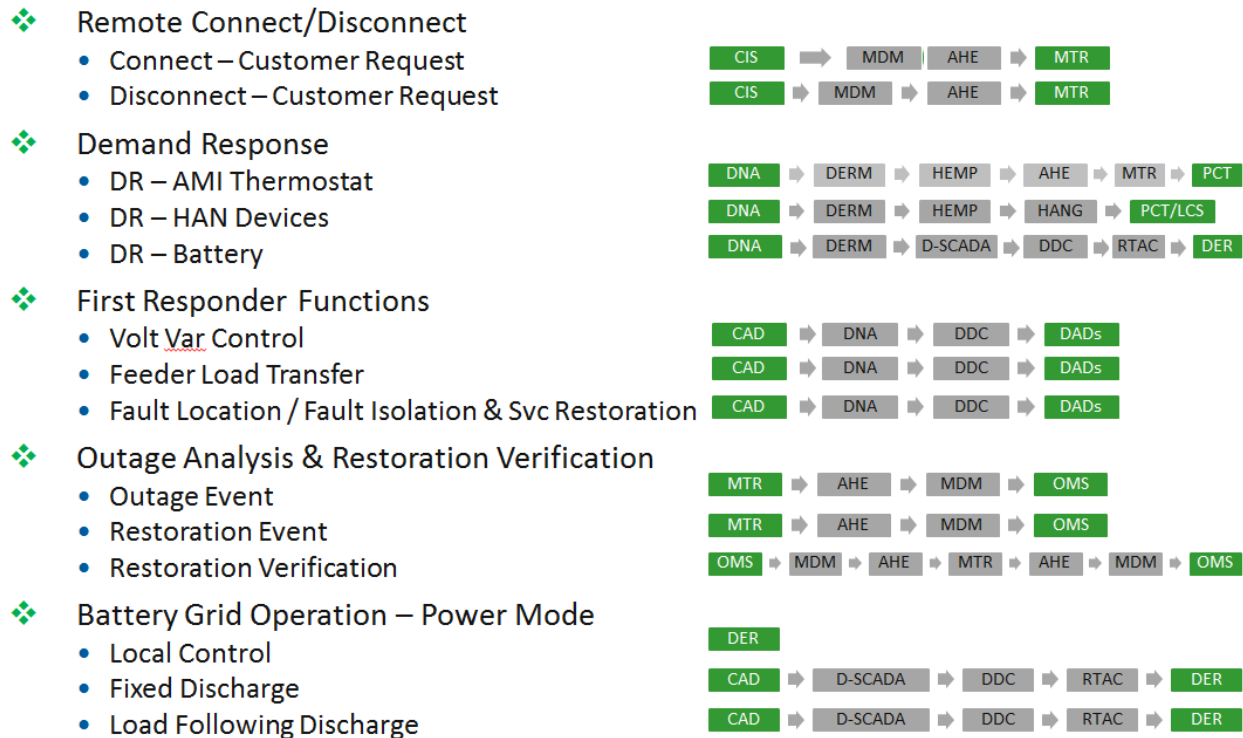 Remote Connect/Disconnect
Connect – Customer Request CIS MDM AHE MTR
Disconnect – Customer Request CIS MDM AHE MTR
Demand Response
DR – AMI Thermostat DNA DERM HEMP AHE MTR PCT
DR – HAN Devices DNA DERM HEMP HANG PCT/LCS
DR – Battery DNA DERM D-SCADA DDC RTAC DER
First Responder Functions
Volt Var Control CAD DNA DDC DADs
Feeder Load Transfer CAD DNA DDC DADs
Fault Location / Fault Isolation & Svc Restoration CAD DNA DDC DADs
Outage Analysis & Restoration Verification
Outage Event MTR AHE MDM OMS
Restoration Event MTR AHE MDM OMS
Restoration Verification OMS MDM AHE MTR AHE MDM OMS
Battery Grid Operation – Power Mode
Local Control DER
Fixed Discharge CAD D-SCADA DDC RTAC DER
Load Following Discharge CAD D-SCADA DDC RTAC DER